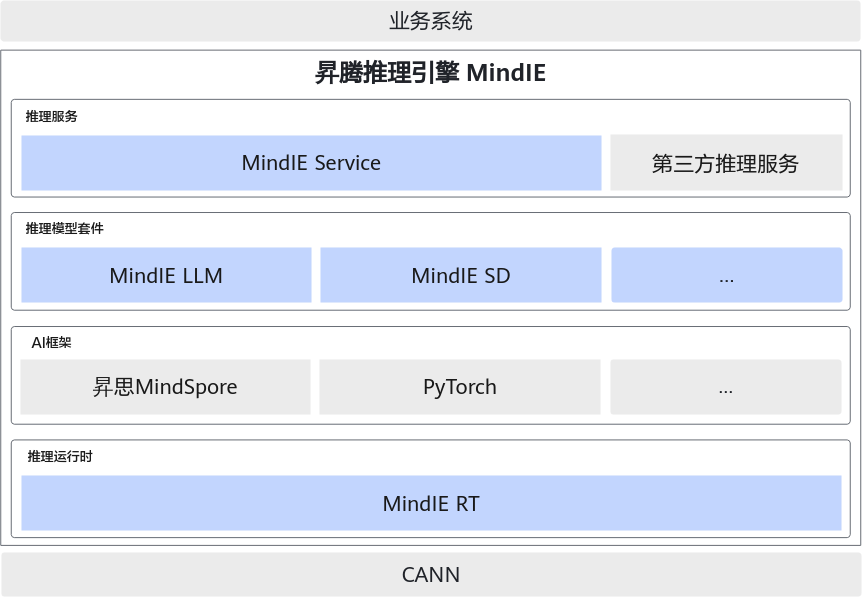 业务系统
昇腾推理引擎 MindIE
推理服务
MindIE Service
第三方推理服务
推理模型套件
MindIE LLM
MindIE SD
...
AI框架
昇思MindSpore
PyTorch
...
推理运行时
MindIE RT
CANN